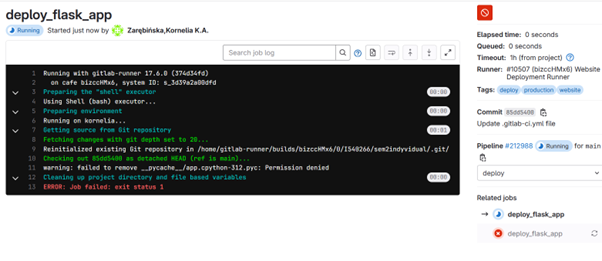 deploy_flask_app
Running Started just now by Zarębińska,Kornelia K.A.
Search job log
1 Running with gitlab-runner 17.6.0 (374d34fd)
2 on cafe bizccHMx6, system ID: s_3d39a2a00dfd
3 Preparing the "shell" executor 00:00
4 Using Shell (bash) executor...
5 Preparing environment 00:00
6 Running on kornelia...
7 Getting source from Git repository 00:01
8 Fetching changes with git depth set to 20...
9 Reinitialized existing Git repository in /home/gitlab-runner/builds/bizccHMx6/0/I540266/sem2indyvidual/.git/
10 Checking out 85dd5400 as detached HEAD (ref is main)...
11 warning: failed to remove __pycache__/app.cpython-312.pyc: Permission denied
12 Cleaning up project directory and file based variables 00:00
13 ERROR: Job failed: exit status 1
Elapsed time: 0 seconds
Queued: 0 seconds
Timeout: 1h (from project)
Runner: #10507 (bizccHMx6) Website
Deployment Runner
Tags: deploy production website
Commit 85dd5400
Update .gitlab-ci.yml file
Pipeline #212988 Running for main
deploy
Related jobs
→ deploy_flask_app
deploy_flask_app